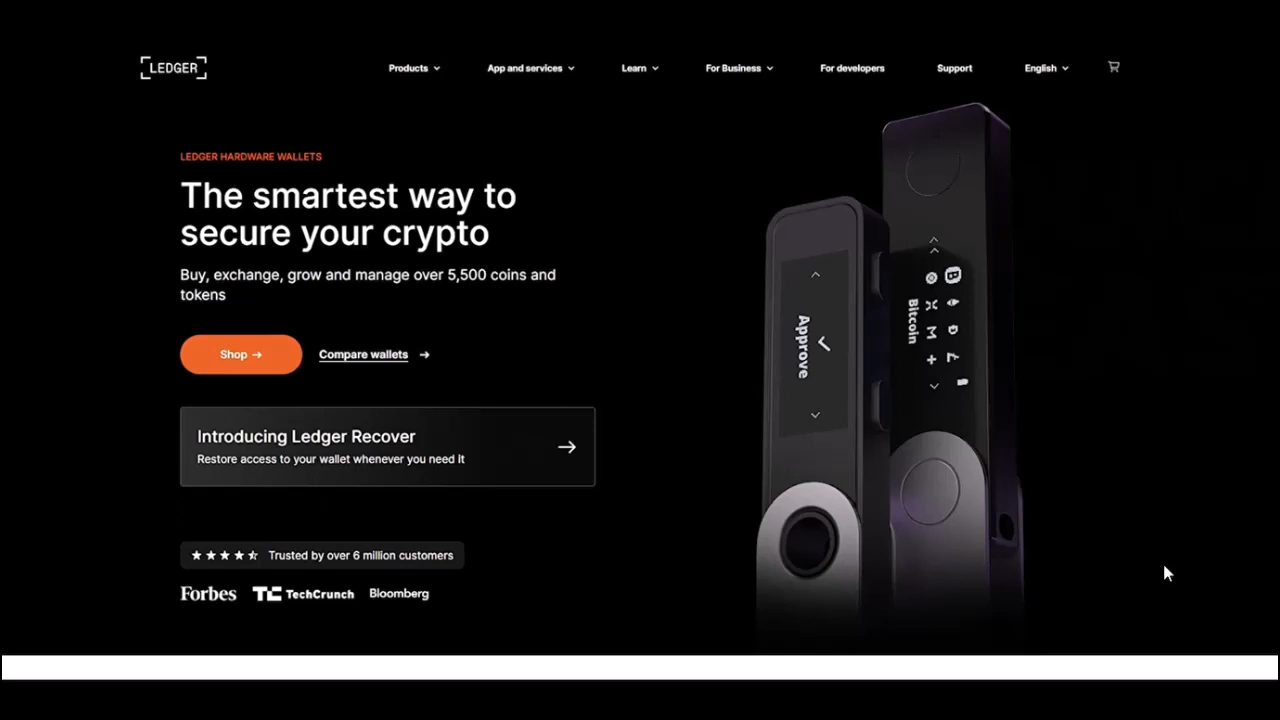 LEDGER
Products
App and services
Learn
For Business
For developers
Support
English
LEDGER HARDWARE WALLETS
The smartest way to
secure your crypto
Buy, exchange, grow and manage over 5,500 coins and
tokens
Shop →
Compare wallets →
Introducing Ledger Recover
Restore access to your wallet whenever you need it
Trusted by over 6 million customers
Forbes
TC TechCrunch
Bloomberg
Approve
Bitcoin